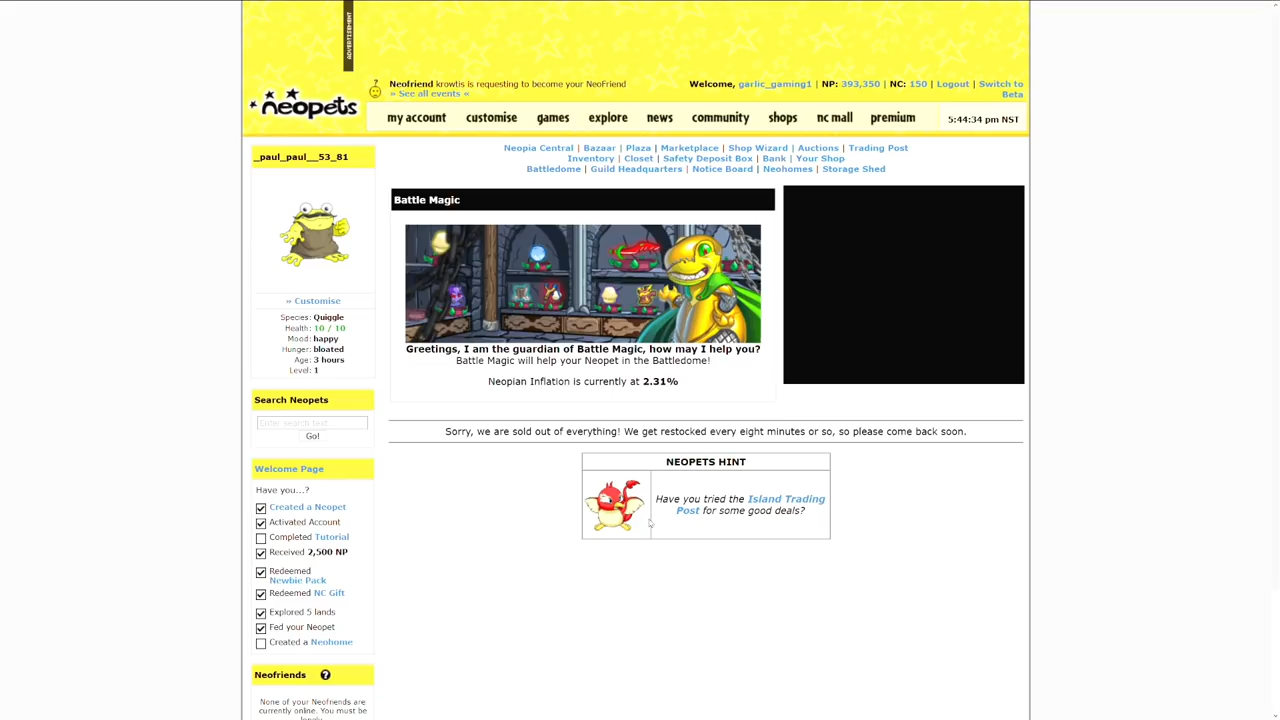 ADVERTISEMENT
Neofriend krowtis is requesting to become your NeoFriend
» See all events «
Welcome, garlic_gaming1 | NP: 393,350 | NC: 150 | Logout | Switch to Beta
neopets
my account customise games explore news community shops nc mall premium 5:44:34 pm NST
_paul_paul__53_81
Neopia Central | Bazaar | Plaza | Marketplace | Shop Wizard | Auctions | Trading Post
Inventory | Closet | Safety Deposit Box | Bank | Your Shop
Battledome | Guild Headquarters | Notice Board | Neohomes | Storage Shed
Battle Magic
» Customise
Species: Quiggle
Health: 10 / 10
Mood: happy
Hunger: bloated
Age: 3 hours
Level: 1
Greetings, I am the guardian of Battle Magic, how may I help you?
Battle Magic will help your Neopet in the Battledome!
Neopian Inflation is currently at 2.31%
Search Neopets
Enter search text...
Go!
Sorry, we are sold out of everything! We get restocked every eight minutes or so, so please come back soon.
NEOPETS HINT
Have you tried the Island Trading
Post for some good deals?
Welcome Page
Have you...?
Created a Neopet
Activated Account
Completed Tutorial
Received 2,500 NP
Redeemed
Newbie Pack
Redeemed NC Gift
Explored 5 lands
Fed your Neopet
Created a Neohome
Neofriends ?
None of your Neofriends are
currently online. You must be